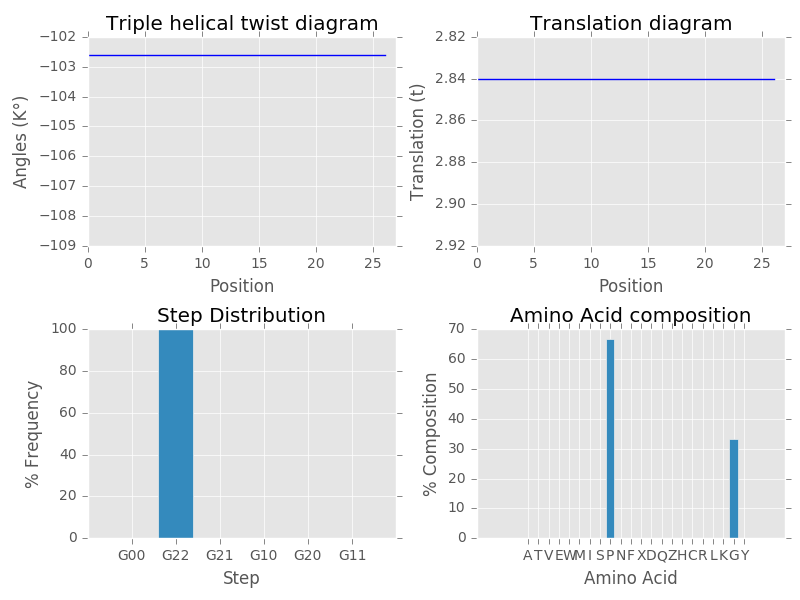 Triple helical twist diagram
Angles (K°)
−102
−103
−104
−105
−106
−107
−108
−109
0 5 10 15 20 25
Position
Translation diagram
Translation (t)
2.82
2.84
2.86
2.88
2.90
2.92
0 5 10 15 20 25
Position
Step Distribution
% Frequency
100
80
60
40
20
0
G00 G22 G21 G10 G20 G11
Step
Amino Acid composition
% Composition
70
60
50
40
30
20
10
0
A T V E W M I S P N F X D Q Z H C R L K G Y
Amino Acid